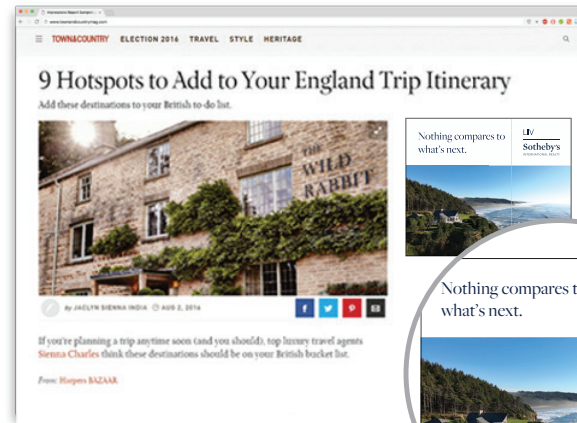 www.townandcountrymag.com
TOWN&COUNTRY ELECTION 2016 TRAVEL STYLE HERITAGE
9 Hotspots to Add to Your England Trip Itinerary
Add these destinations to your British to-do list.
THE
WILD
RABBIT
by JACLYN SIENNA INDIA AUG 2, 2016
If you're planning a trip anytime soon (and you should), top luxury travel agents
Sienna Charles think these destinations should be on your British bucket list.
From: Harpers BAZAAR
Nothing compares to
what's next.
LIV
Sotheby's
INTERNATIONAL REALTY
Nothing compares t
what's next.